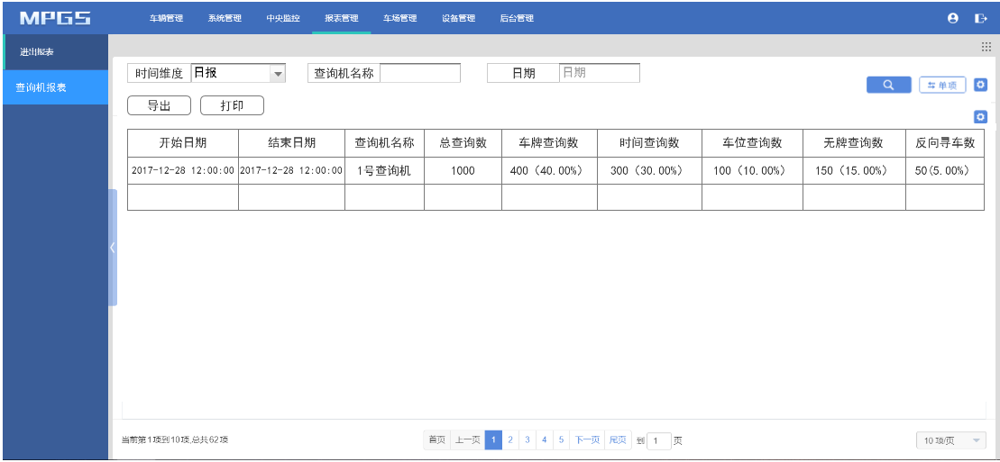 MPGS 车辆管理 系统管理 中央监控 报表管理 车场管理 设备管理 后台管理
进出报表
查询机报表
时间维度 日报 查询机名称 日期 日期
单项
导出 打印
开始日期 结束日期 查询机名称 总查询数 车牌查询数 时间查询数 车位查询数 无牌查询数 反向寻车数
2017-12-28 12:00:00 2017-12-28 12:00:00 1号查询机 1000 400（40.00%） 300（30.00%） 100（10.00%） 150（15.00%） 50(5.00%）
当前第1项到10项,总共62项 首页 上一页 1 2 3 4 5 下一页 尾页 到 1 页 10 项/页